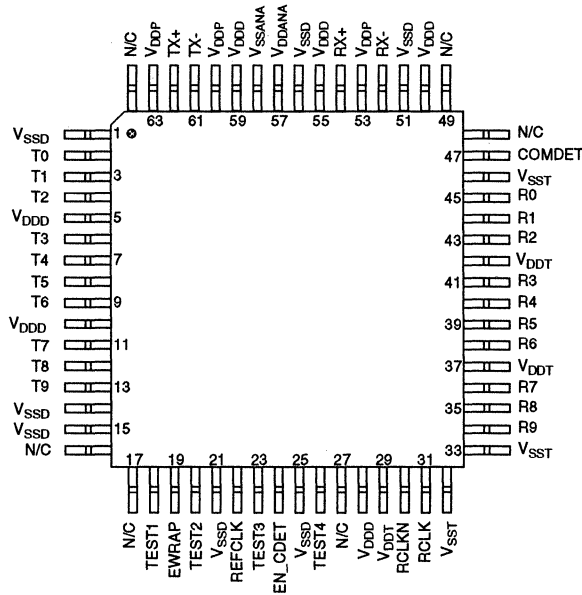 N/C
VDDP
TX+
TX-
VDDP
VDDD
VSSANA
VDDANA
VSSD
VDDD
RX+
VDDP
RX-
VSSD
VDDD
N/C
63
61
59
57
55
53
51
49
VSSD
1
T0
T1
3
T2
VDDD
5
T3
T4
7
T5
T6
9
VDDD
T7
11
T8
T9
13
VSSD
VSSD
15
N/C
N/C
47
COMDET
VSST
45
R0
R1
43
R2
VDDT
41
R3
R4
39
R5
R6
37
VDDT
R7
35
R8
R9
33
VSST
17
19
21
23
25
27
29
31
N/C
TEST1
EWRAP
TEST2
VSSD
REFCLK
TEST3
EN_CDET
VSSD
TEST4
N/C
VDDD
VDDT
RCLKN
RCLK
VSST